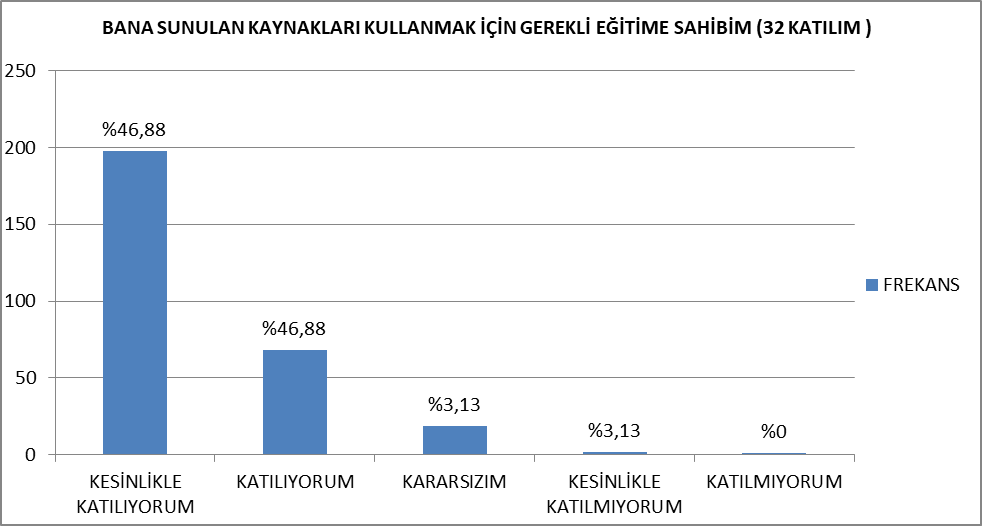 BANA SUNULAN KAYNAKLARI KULLANMAK İÇİN GEREKLİ EĞİTİME SAHİBİM (32 KATILIM )
250
200
150
100
50
0
%46,88
%46,88
%3,13
%3,13
%0
KESİNLİKLE
KATILIYORUM
KATILIYORUM
KARARSIZIM
KESİNLİKLE
KATILMIYORUM
KATILMIYORUM
FREKANS